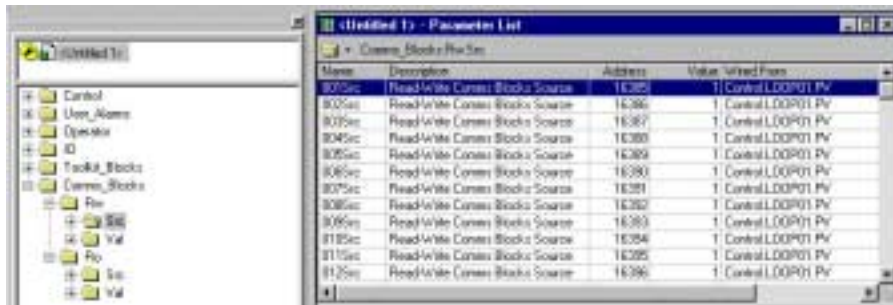 <Untitled 1>
Control
User_Alarms
Operator
IO
Toolkit_Blocks
Comms_Blocks
Rw
Src
Val
Ro
Src
Val
<Untitled 1> - Parameter List
Comms_Blocks.Rw.Src
Name Description Address Value Wired From
001Src Read-Write Comms Blocks Source 16385 1 Control.LOOP01.PV
002Src Read-Write Comms Blocks Source 16386 1 Control.LOOP01.PV
003Src Read-Write Comms Blocks Source 16387 1 Control.LOOP01.PV
004Src Read-Write Comms Blocks Source 16388 1 Control.LOOP01.PV
005Src Read-Write Comms Blocks Source 16389 1 Control.LOOP01.PV
006Src Read-Write Comms Blocks Source 16390 1 Control.LOOP01.PV
007Src Read-Write Comms Blocks Source 16391 1 Control.LOOP01.PV
008Src Read-Write Comms Blocks Source 16392 1 Control.LOOP01.PV
009Src Read-Write Comms Blocks Source 16393 1 Control.LOOP01.PV
010Src Read-Write Comms Blocks Source 16394 1 Control.LOOP01.PV
011Src Read-Write Comms Blocks Source 16395 1 Control.LOOP01.PV
012Src Read-Write Comms Blocks Source 16396 1 Control.LOOP01.PV